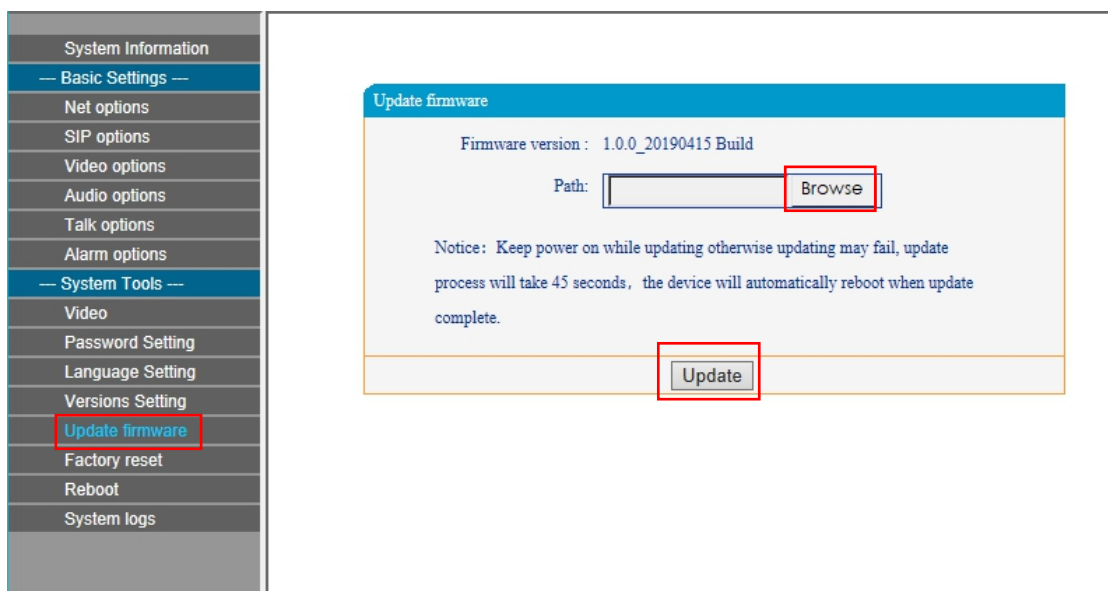 System Information
--- Basic Settings ---
Net options
SIP options
Video options
Audio options
Talk options
Alarm options
--- System Tools ---
Video
Password Setting
Language Setting
Versions Setting
Update firmware
Factory reset
Reboot
System logs
Update firmware
Firmware version : 1.0.0_20190415 Build
Path: Browse
Notice：Keep power on while updating otherwise updating may fail, update
process will take 45 seconds，the device will automatically reboot when update
complete.
Update